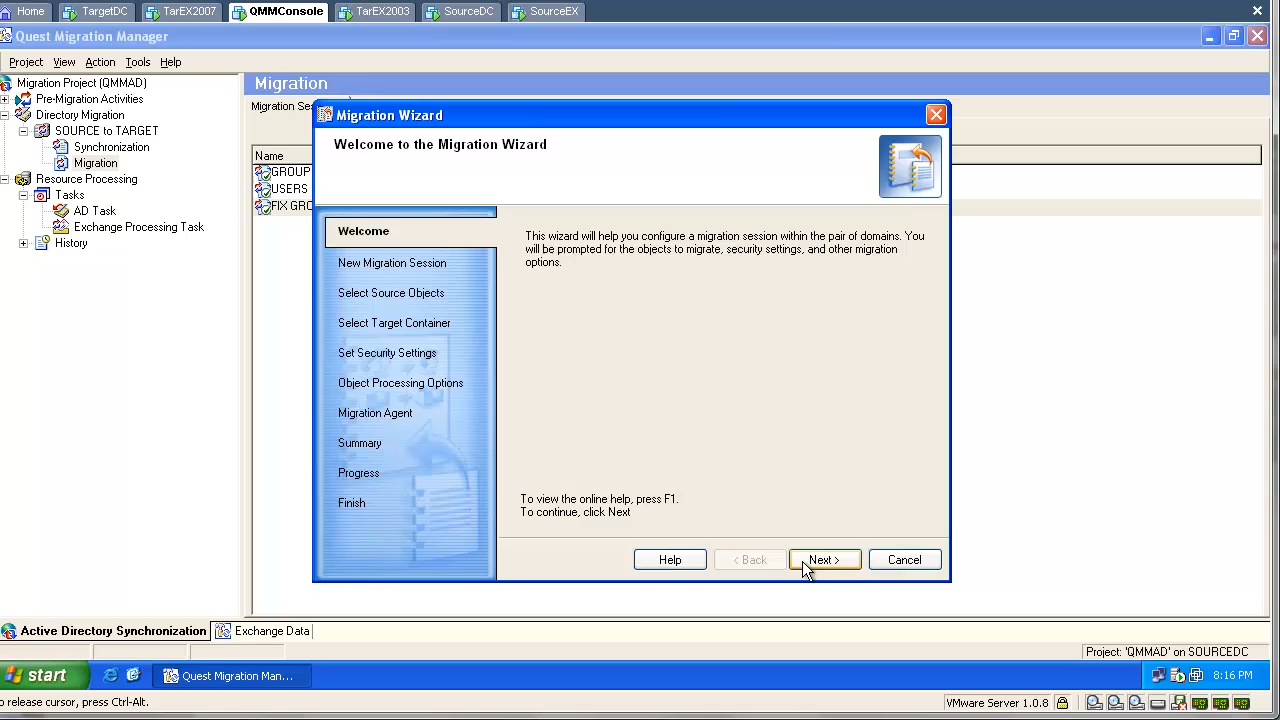 Home TargetDC TarEX2007 QMMConsole TarEX2003 SourceDC SourceEX
Quest Migration Manager
Project View Action Tools Help
Migration Project (QMMAD)
Pre-Migration Activities
Directory Migration
SOURCE to TARGET
Synchronization
Migration
Resource Processing
Tasks
AD Task
Exchange Processing Task
History
Migration
Migration Se
Name
GROUP
USERS
FIX GRO
Migration Wizard
Welcome to the Migration Wizard
Welcome
New Migration Session
Select Source Objects
Select Target Container
Set Security Settings
Object Processing Options
Migration Agent
Summary
Progress
Finish
This wizard will help you configure a migration session within the pair of domains. You
will be prompted for the objects to migrate, security settings, and other migration
options.
To view the online help, press F1.
To continue, click Next
Help < Back Next > Cancel
Active Directory Synchronization Exchange Data
Project: 'QMMAD' on SOURCEDC
start Quest Migration Man... 8:16 PM
o release cursor, press Ctrl-Alt. VMware Server 1.0.8